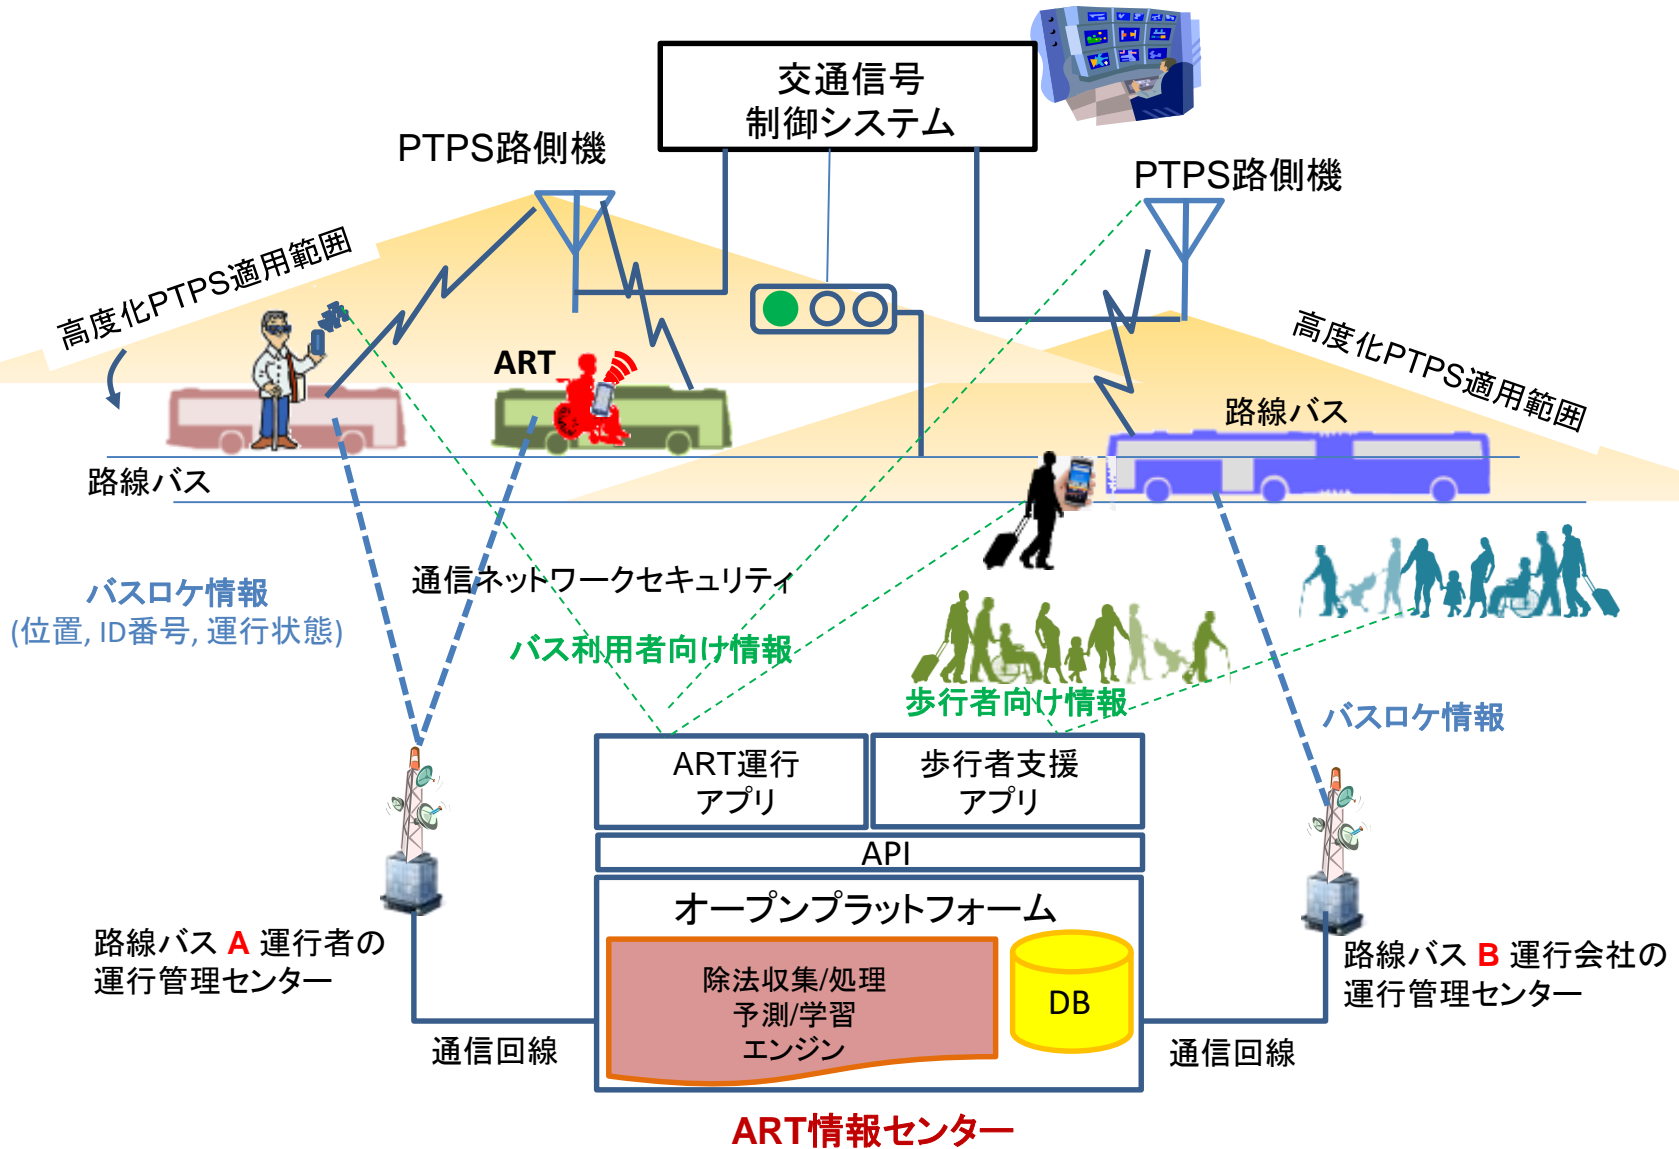 交通信号
制御システム
PTPS路側機
PTPS路側機
高度化PTPS適用範囲
高度化PTPS適用範囲
ART
路線バス
路線バス
通信ネットワークセキュリティ
バスロケ情報
(位置, ID番号, 運行状態)
バス利用者向け情報
歩行者向け情報
バスロケ情報
ART運行
アプリ
歩行者支援
アプリ
API
オープンプラットフォーム
路線バス A 運行者の
運行管理センター
路線バス B 運行会社の
運行管理センター
除法収集/処理
予測/学習
エンジン
DB
通信回線
通信回線
ART情報センター